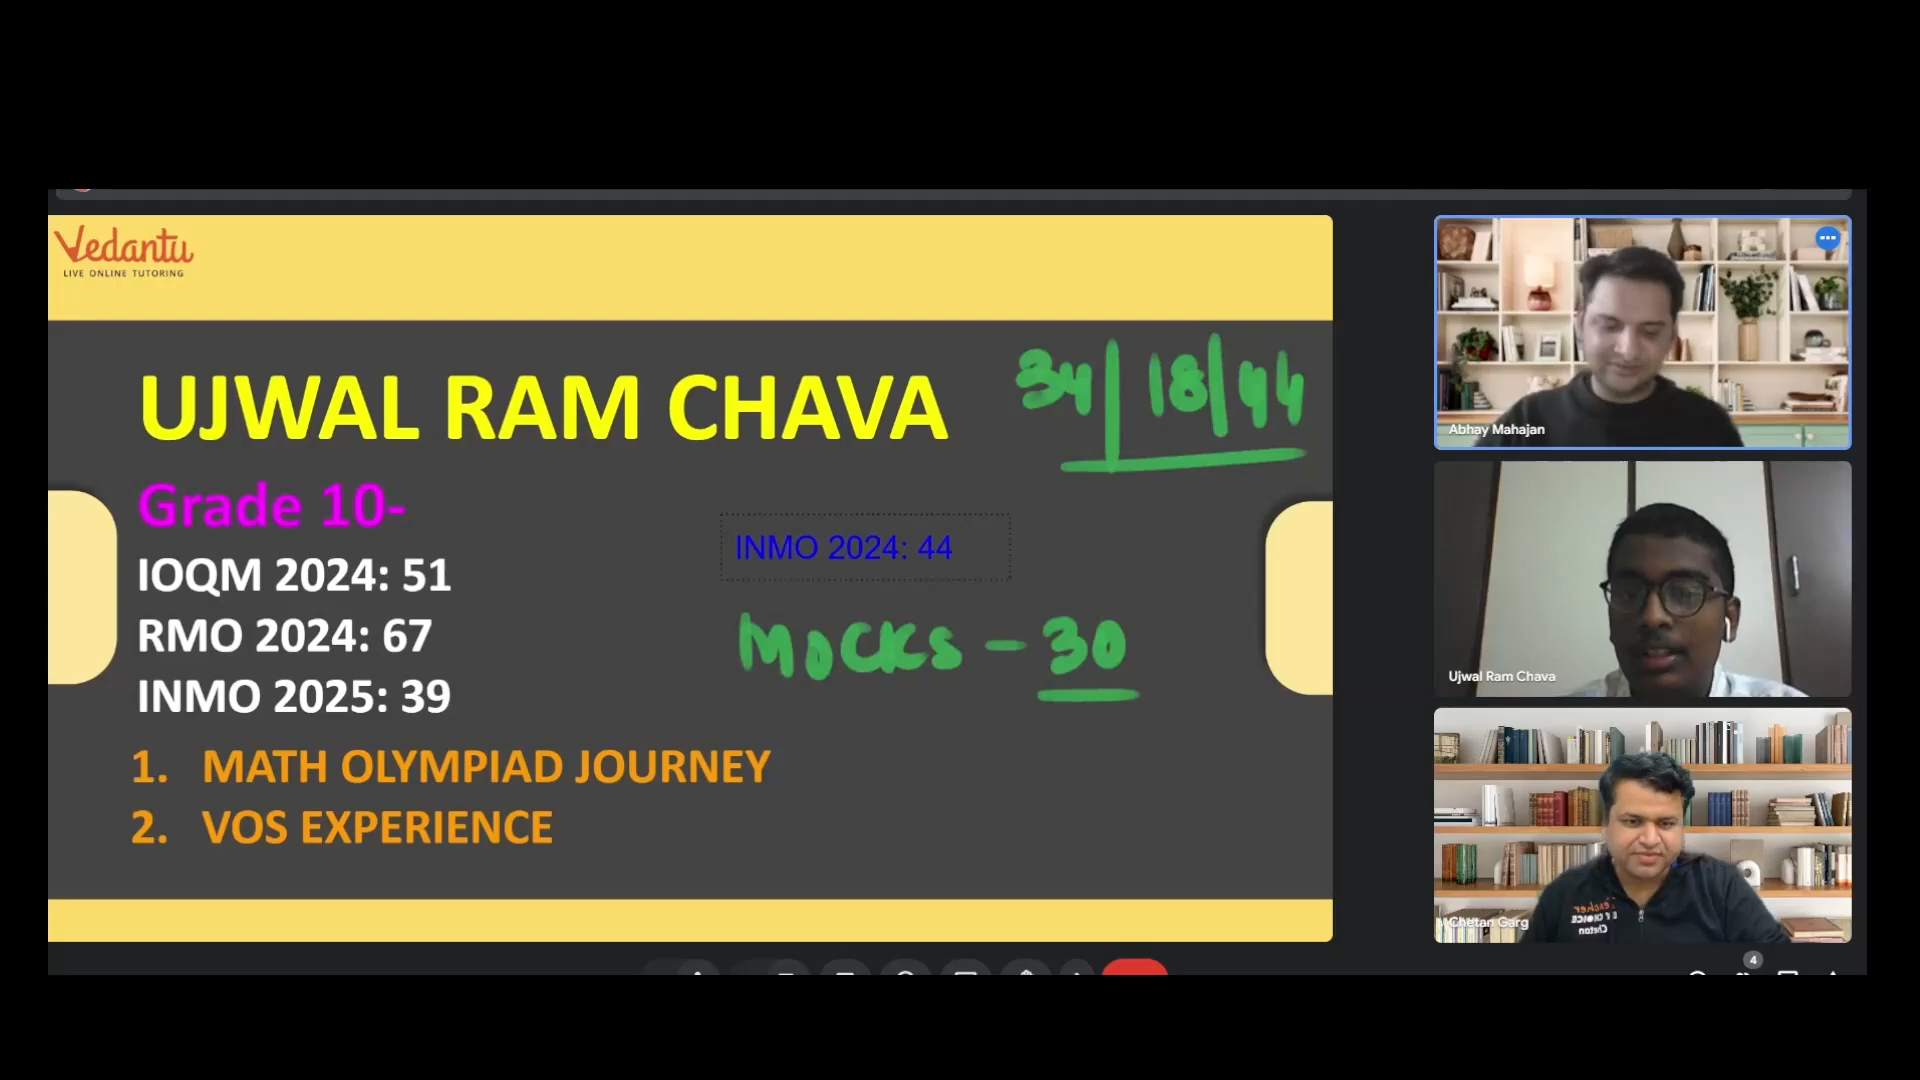 Vedantu
LIVE ONLINE TUTORING
UJWAL RAM CHAVA
34 | 18 | 44
Grade 10-
INMO 2024: 44
IOQM 2024: 51
RMO 2024: 67
MOCKS - 30
INMO 2025: 39
1. MATH OLYMPIAD JOURNEY
2. VOS EXPERIENCE
Abhay Mahajan
Ujwal Ram Chava
Chetan Garg
Chetan
4